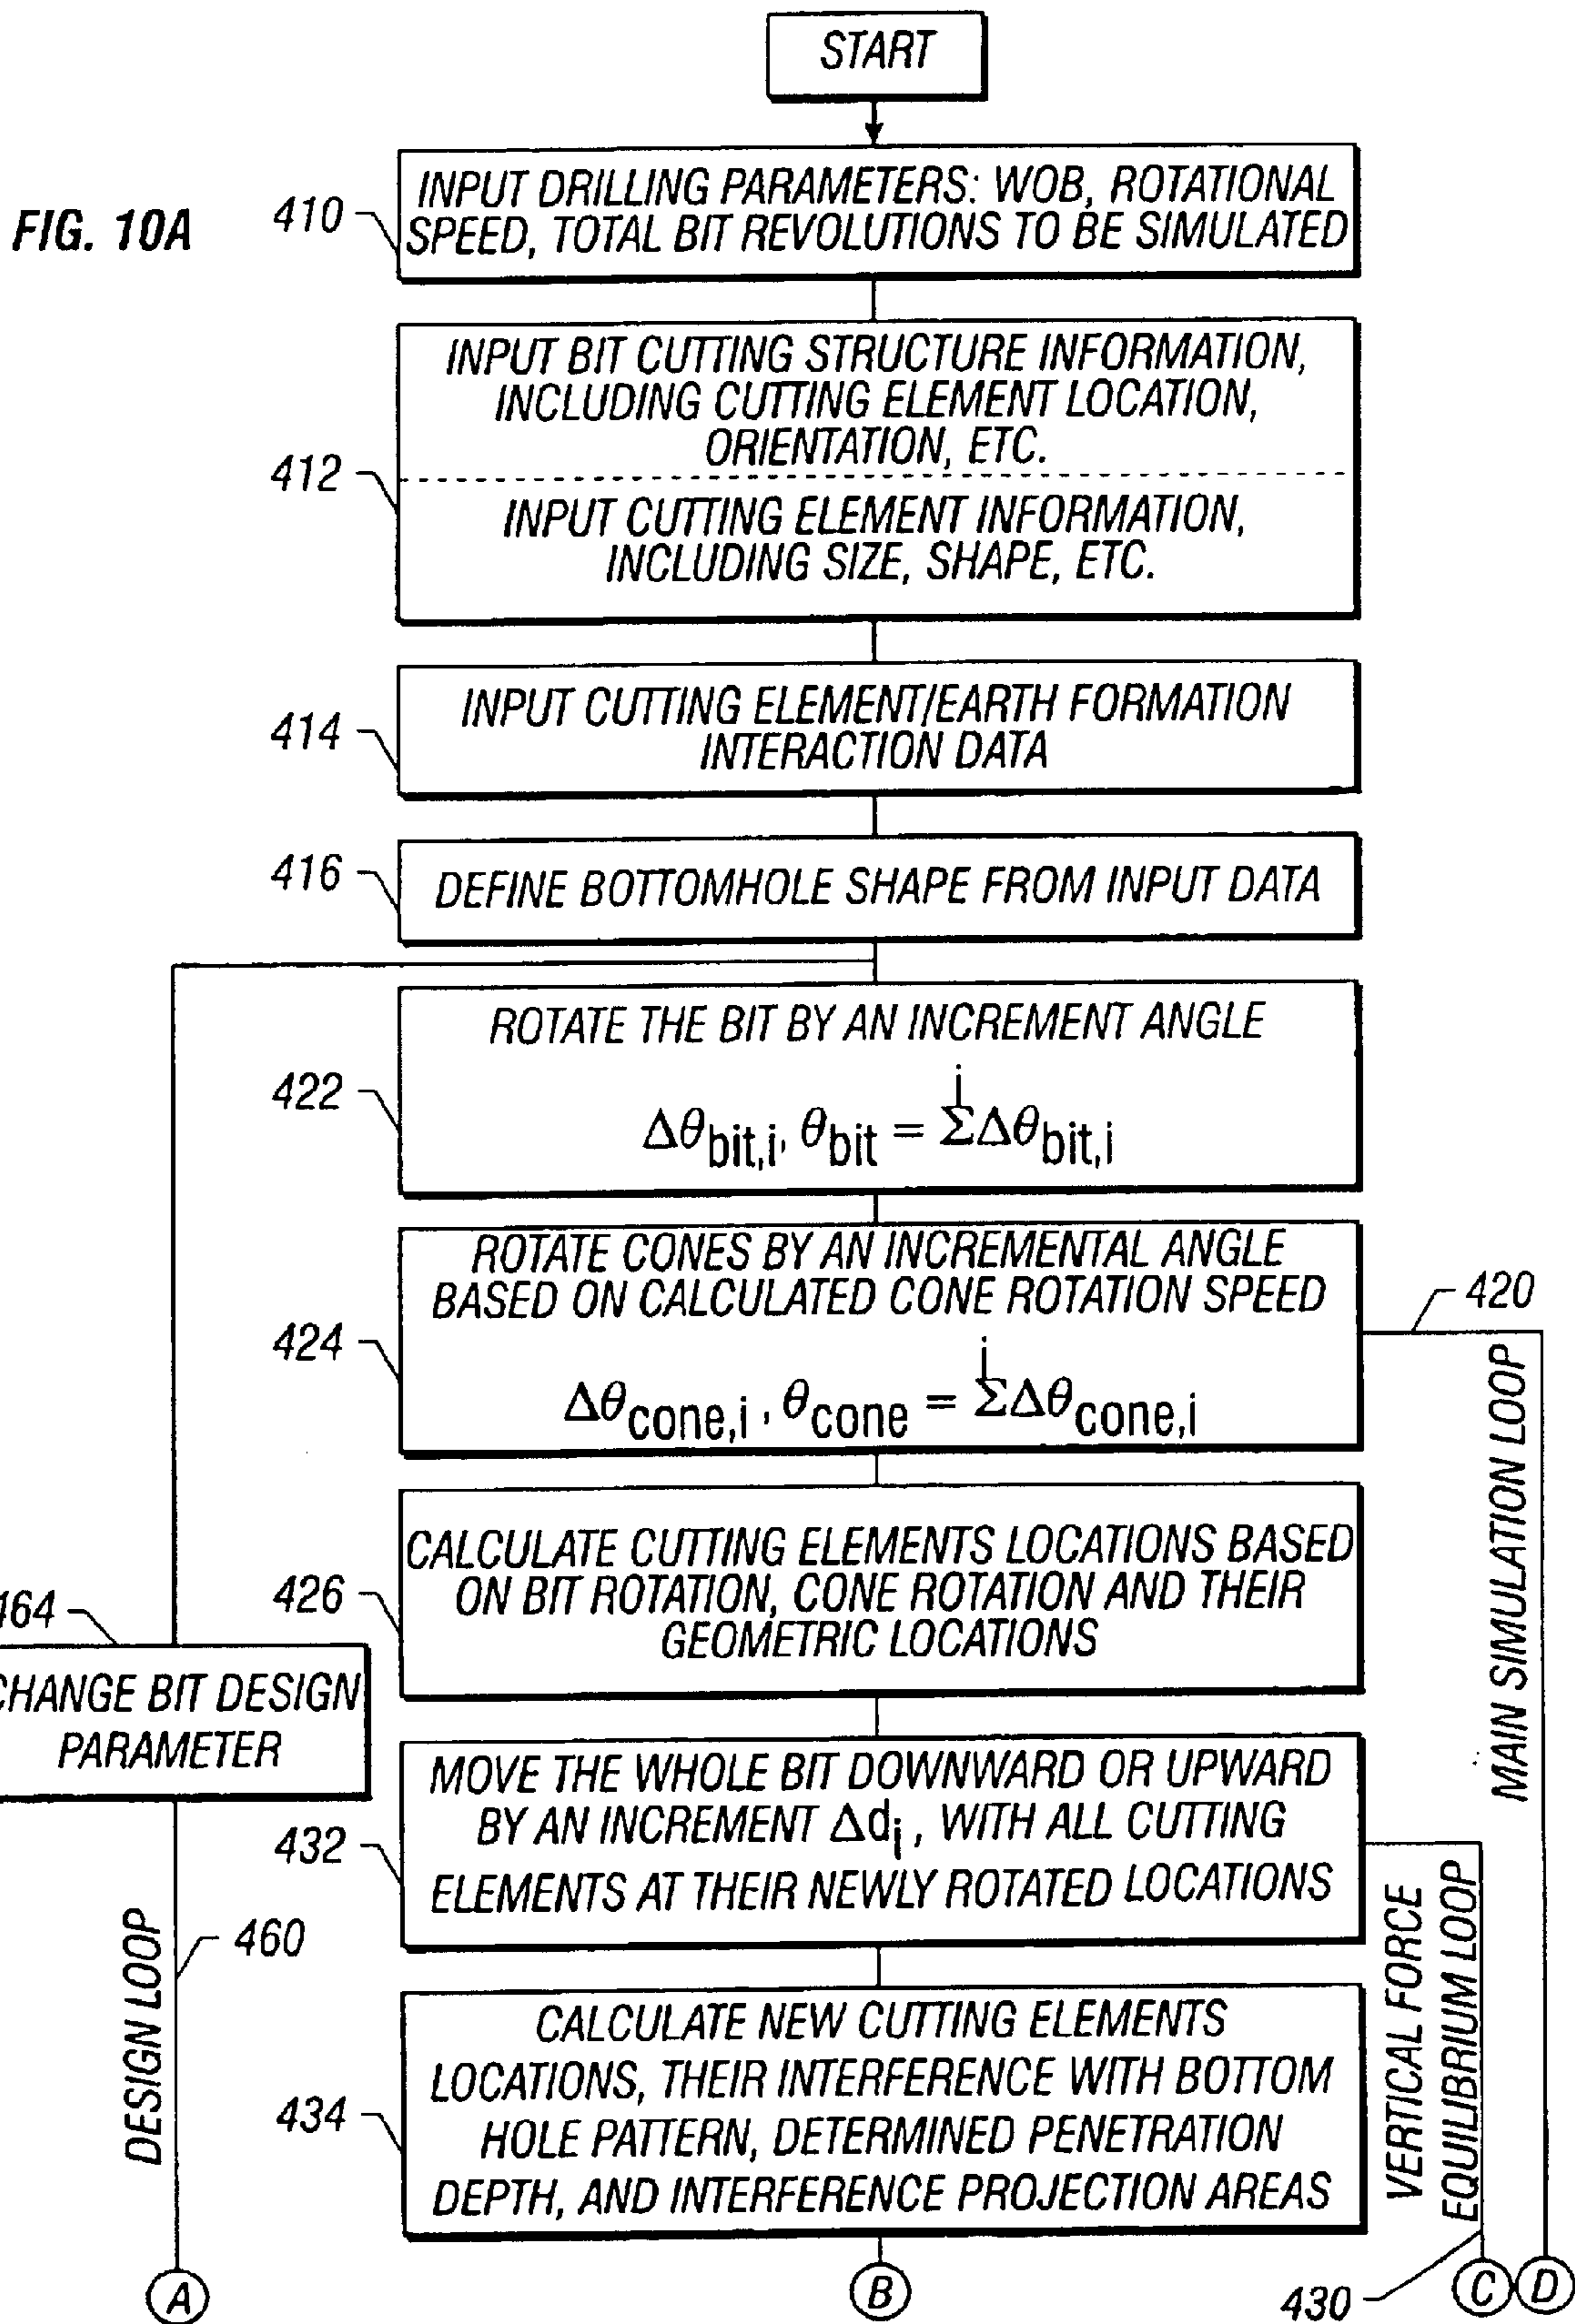 START
FIG. 10A
410
INPUT DRILLING PARAMETERS: WOB, ROTATIONAL
SPEED, TOTAL BIT REVOLUTIONS TO BE SIMULATED
412
INPUT BIT CUTTING STRUCTURE INFORMATION,
INCLUDING CUTTING ELEMENT LOCATION,
ORIENTATION, ETC.
INPUT CUTTING ELEMENT INFORMATION,
INCLUDING SIZE, SHAPE, ETC.
414
INPUT CUTTING ELEMENT/EARTH FORMATION
INTERACTION DATA
416
DEFINE BOTTOMHOLE SHAPE FROM INPUT DATA
422
ROTATE THE BIT BY AN INCREMENT ANGLE
i
Δθbit,i, θbit = ΣΔθbit,i
424
ROTATE CONES BY AN INCREMENTAL ANGLE
BASED ON CALCULATED CONE ROTATION SPEED
i
Δθcone,i, θcone = ΣΔθcone,i
420
MAIN SIMULATION LOOP
426
CALCULATE CUTTING ELEMENTS LOCATIONS BASED
ON BIT ROTATION, CONE ROTATION AND THEIR
GEOMETRIC LOCATIONS
464
CHANGE BIT DESIGN
PARAMETER
432
MOVE THE WHOLE BIT DOWNWARD OR UPWARD
BY AN INCREMENT Δdi, WITH ALL CUTTING
ELEMENTS AT THEIR NEWLY ROTATED LOCATIONS
DESIGN LOOP
460
VERTICAL FORCE
EQUILIBRIUM LOOP
434
CALCULATE NEW CUTTING ELEMENTS
LOCATIONS, THEIR INTERFERENCE WITH BOTTOM
HOLE PATTERN, DETERMINED PENETRATION
DEPTH, AND INTERFERENCE PROJECTION AREAS
A
B
430
C
D